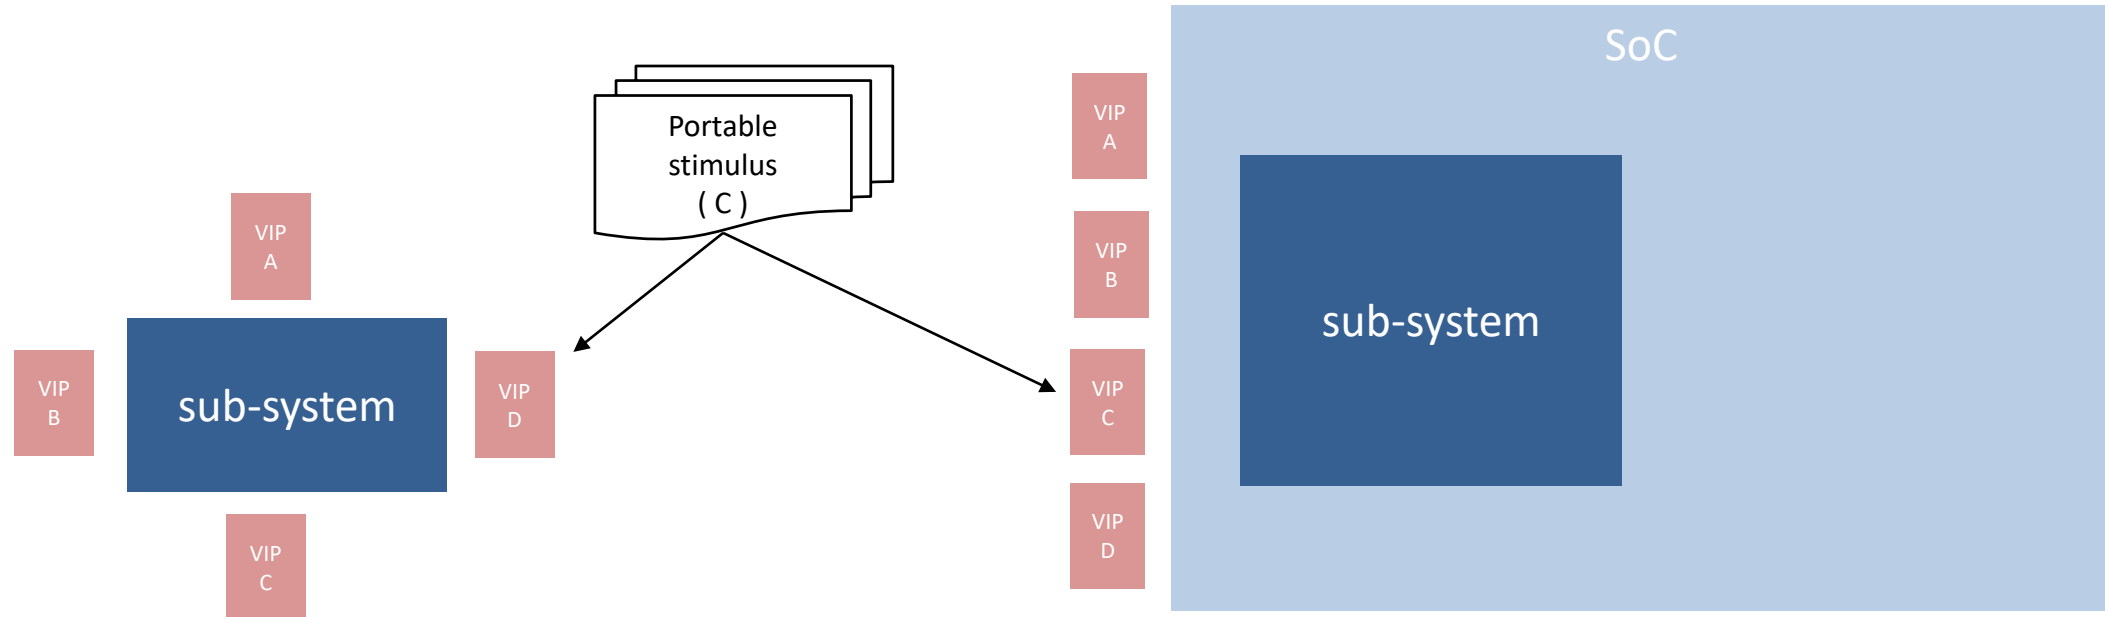 VIP
A
VIP
B
sub-system
VIP
D
VIP
C
Portable
stimulus
( C )
SoC
VIP
A
VIP
B
VIP
C
VIP
D
sub-system